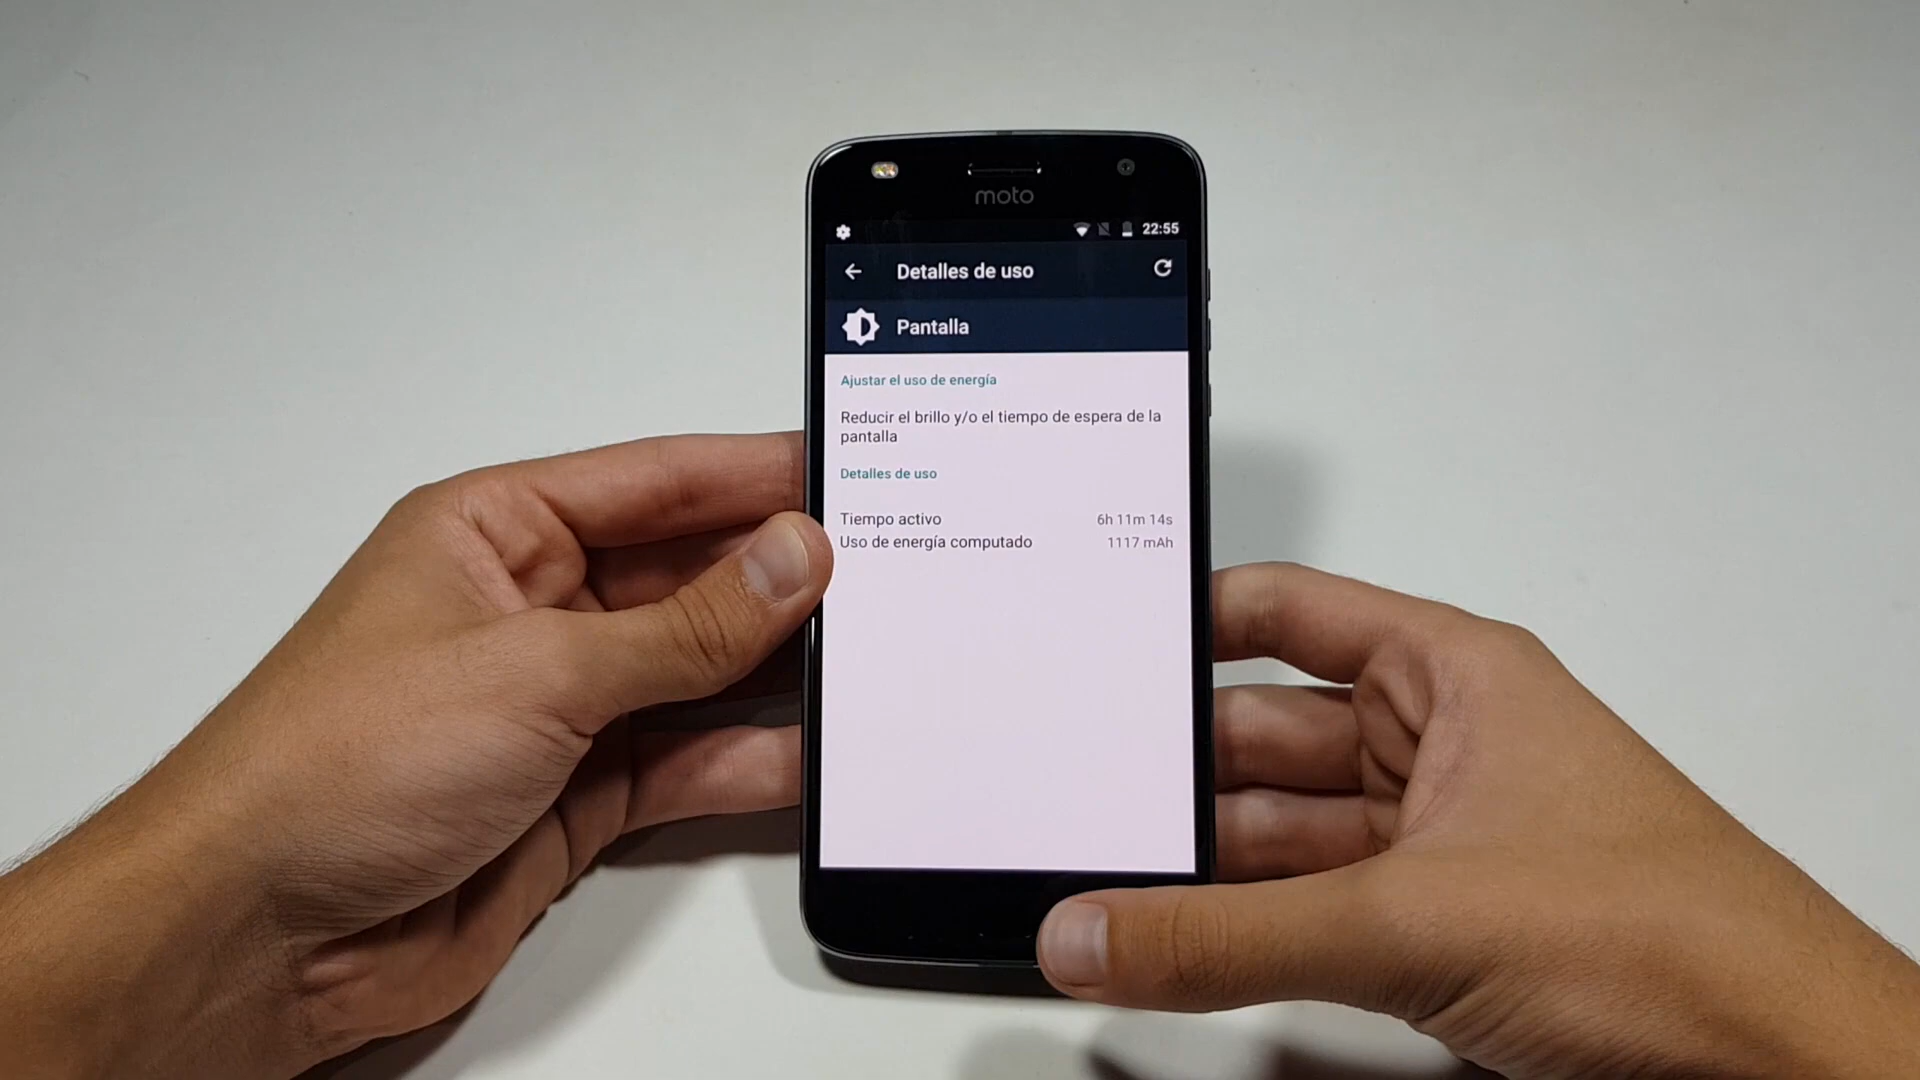 moto
22:55
Detalles de uso
Pantalla
Ajustar el uso de energía
Reducir el brillo y/o el tiempo de espera de la
pantalla
Detalles de uso
Tiempo activo 6h 11m 14s
Uso de energía computado 1117 mAh